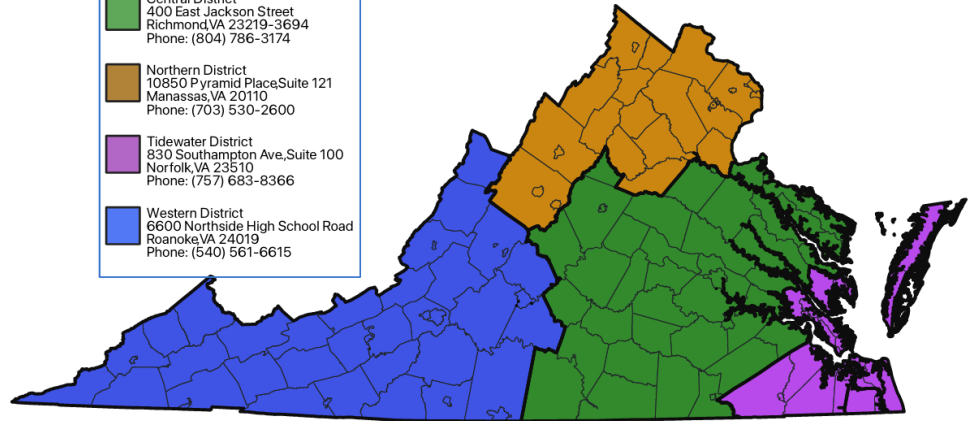 Central District
400 East Jackson Street
Richmond,VA 23219-3694
Phone: (804) 786-3174
Northern District
10850 Pyramid Place,Suite 121
Manassas,VA 20110
Phone: (703) 530-2600
Tidewater District
830 Southampton Ave.,Suite 100
Norfolk,VA 23510
Phone: (757) 683-8366
Western District
6600 Northside High School Road
Roanoke,VA 24019
Phone: (540) 561-6615